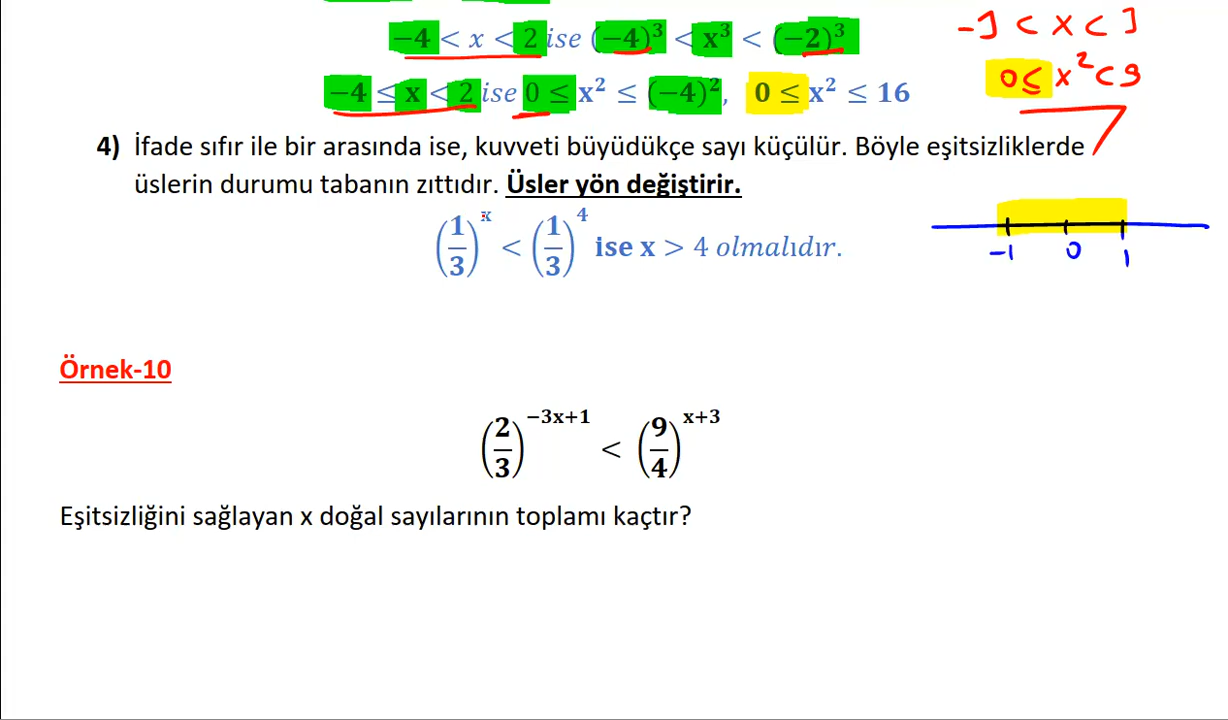 −4 < x < 2 ise (−4)³ < x³ < (−2)³
−1 < x < 1
−4 ≤ x < 2 ise 0 ≤ x² ≤ (−4)², 0 ≤ x² ≤ 16
0 ≤ x² < 9
4) İfade sıfır ile bir arasında ise, kuvveti büyüdükçe sayı küçülür. Böyle eşitsizliklerde
üslerin durumu tabanın zıttıdır. Üsler yön değiştirir.
(1/3)^x < (1/3)^4 ise x > 4 olmalıdır.
−1 0 1
Örnek-10
(2/3)^(−3x+1) < (9/4)^(x+3)
Eşitsizliğini sağlayan x doğal sayılarının toplamı kaçtır?